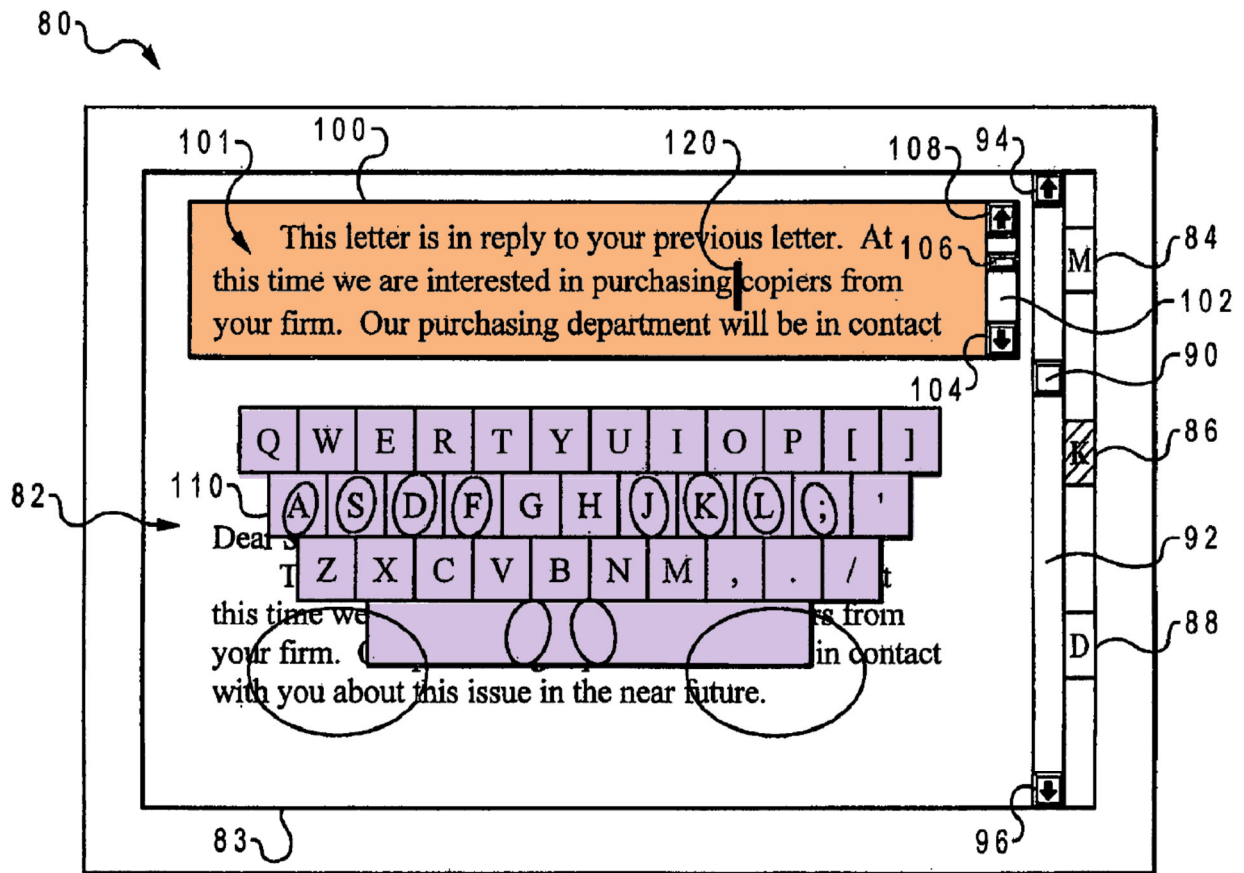 80
100
101
120
108
94
This letter is in reply to your previous letter. At
this time we are interested in purchasing copiers from
your firm. Our purchasing department will be in contact
106
84
M
102
104
90
Q W E R T Y U I O P [ ]
K
86
82
110
A S D F G H J K L ; '
Dear S
Z X C V B N M , . /
T t
92
this time we rs from
D
88
your firm. in contact
with you about this issue in the near future.
83
96